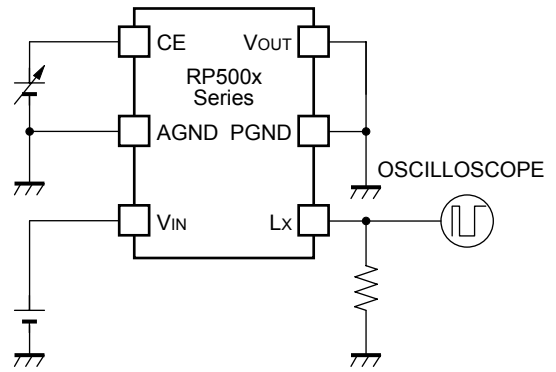 CE
VOUT
RP500x
Series
AGND
PGND
OSCILLOSCOPE
VIN
LX